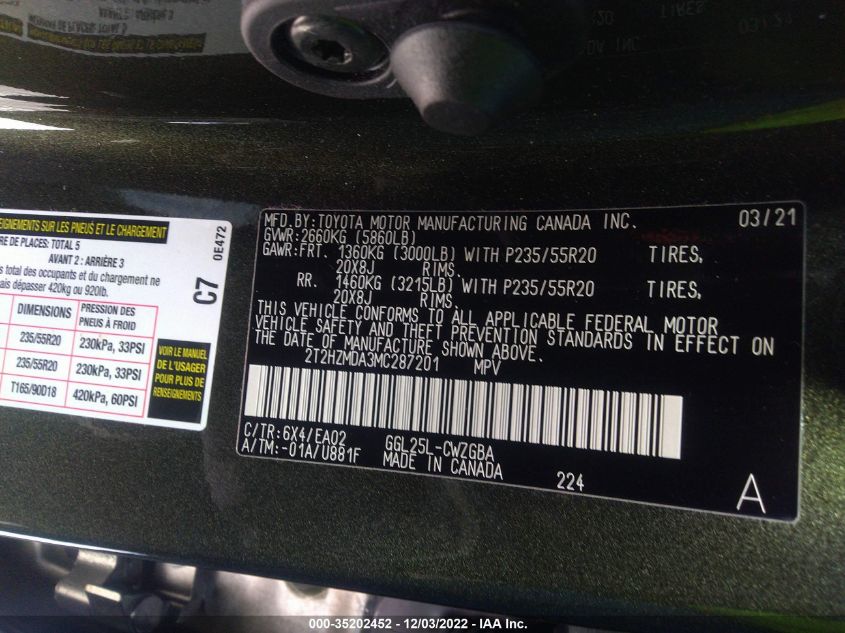 EIGNEMENTS SUR LES PNEUS ET LE CHARGEMENT
RE DE PLACES: TOTAL 5
AVANT 2 : ARRIÈRE 3
s total des occupants et du chargement ne
ais dépasser 420kg ou 920lb.
DIMENSIONS PRESSION DES PNEUS À FROID
235/55R20 230kPa, 33PSI
235/55R20 230kPa, 33PSI
T165/90D18 420kPa, 60PSI
VOIR LE MANUEL
DE L'USAGER
POUR PLUS DE
RENSEIGNEMENTS
C7
0E472
MFD.BY:TOYOTA MOTOR MANUFACTURING CANADA INC. 03/21
GVWR:2660KG (5860LB)
GAWR:FRT. 1360KG (3000LB) WITH P235/55R20 TIRES,
20X8J RIMS.
RR. 1460KG (3215LB) WITH P235/55R20 TIRES,
20X8J RIMS.
THIS VEHICLE CONFORMS TO ALL APPLICABLE FEDERAL MOTOR
VEHICLE SAFETY AND THEFT PREVENTION STANDARDS IN EFFECT ON
THE DATE OF MANUFACTURE SHOWN ABOVE.
2T2HZMDA3MC287201 MPV
C/TR:6X4/EA02 GGL25L-CWZGBA
A/TM:-01A/U881F MADE IN CANADA
224
A
000-35202452 - 12/03/2022 - IAA Inc.